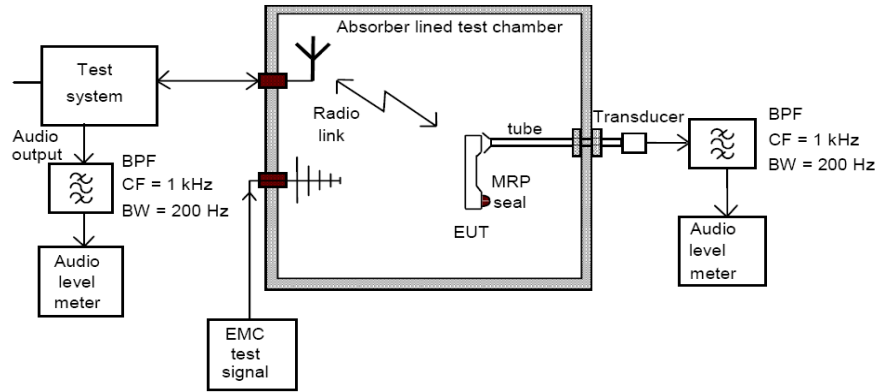 Absorber lined test chamber
Test
system
Radio
link
Audio
output
BPF
CF = 1 kHz
BW = 200 Hz
Audio
level
meter
EMC
test
signal
tube
Transducer
MRP
seal
EUT
BPF
CF = 1 kHz
BW = 200 Hz
Audio
level meter